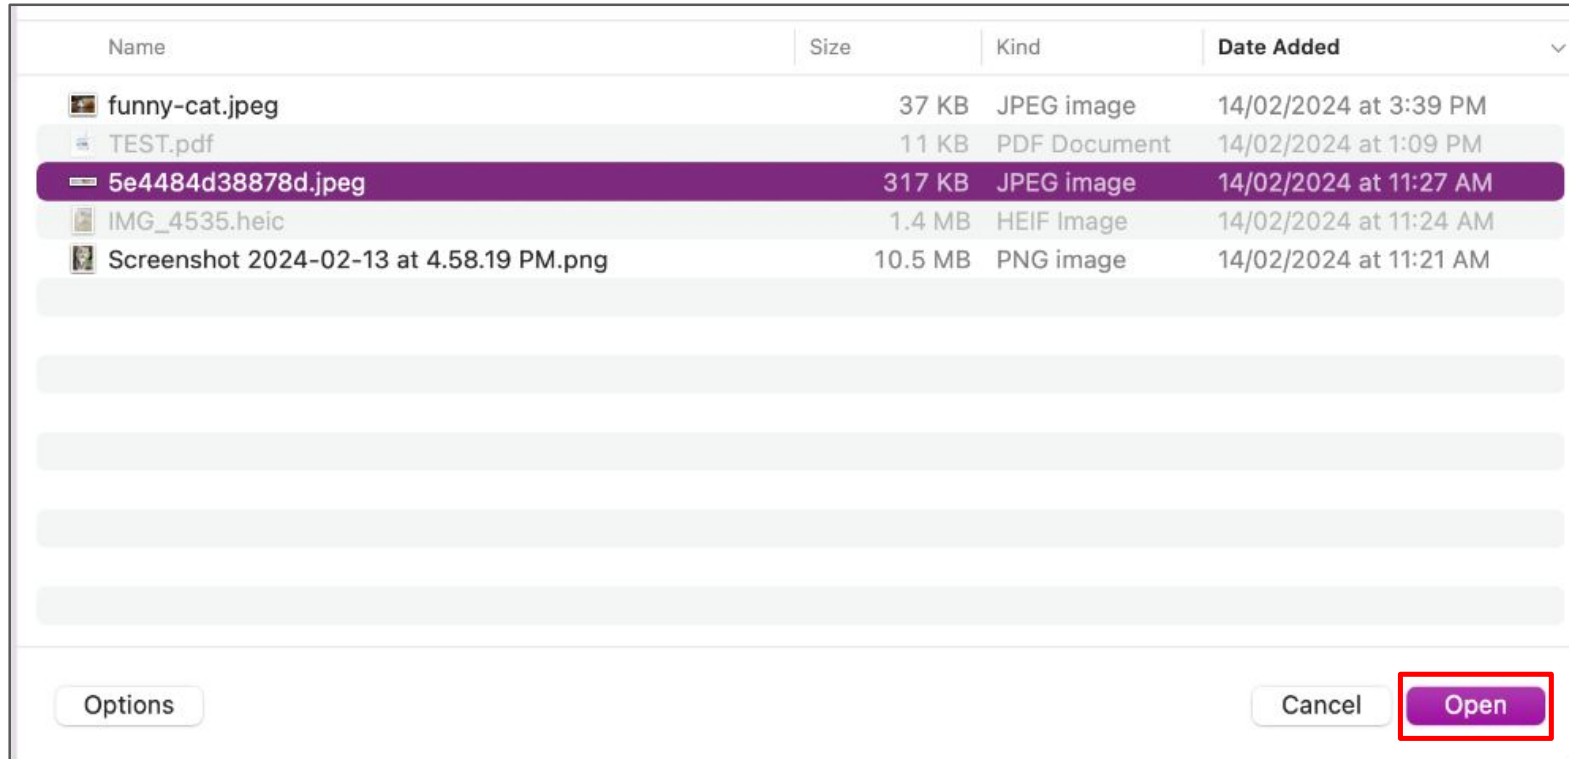 Name Size Kind Date Added
funny-cat.jpeg 37 KB JPEG image 14/02/2024 at 3:39 PM
TEST.pdf 11 KB PDF Document 14/02/2024 at 1:09 PM
5e4484d38878d.jpeg 317 KB JPEG image 14/02/2024 at 11:27 AM
IMG_4535.heic 1.4 MB HEIF Image 14/02/2024 at 11:24 AM
Screenshot 2024-02-13 at 4.58.19 PM.png 10.5 MB PNG image 14/02/2024 at 11:21 AM
Options Cancel Open